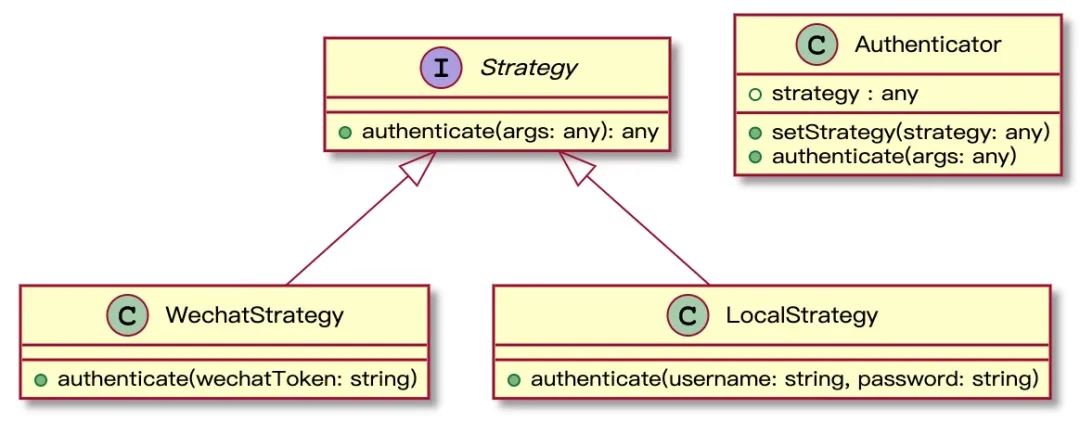 I Strategy
authenticate(args: any): any
C Authenticator
strategy : any
setStrategy(strategy: any)
authenticate(args: any)
C WechatStrategy
authenticate(wechatToken: string)
C LocalStrategy
authenticate(username: string, password: string)